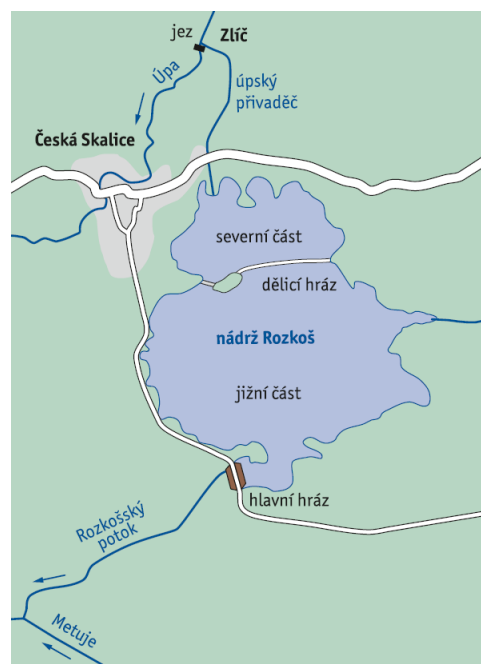 jez
Zlíč
Úpa
úpský
přivaděč
Česká Skalice
severní část
dělicí hráz
nádrž Rozkoš
jižní část
hlavní hráz
Rozkošský
potok
Metuje